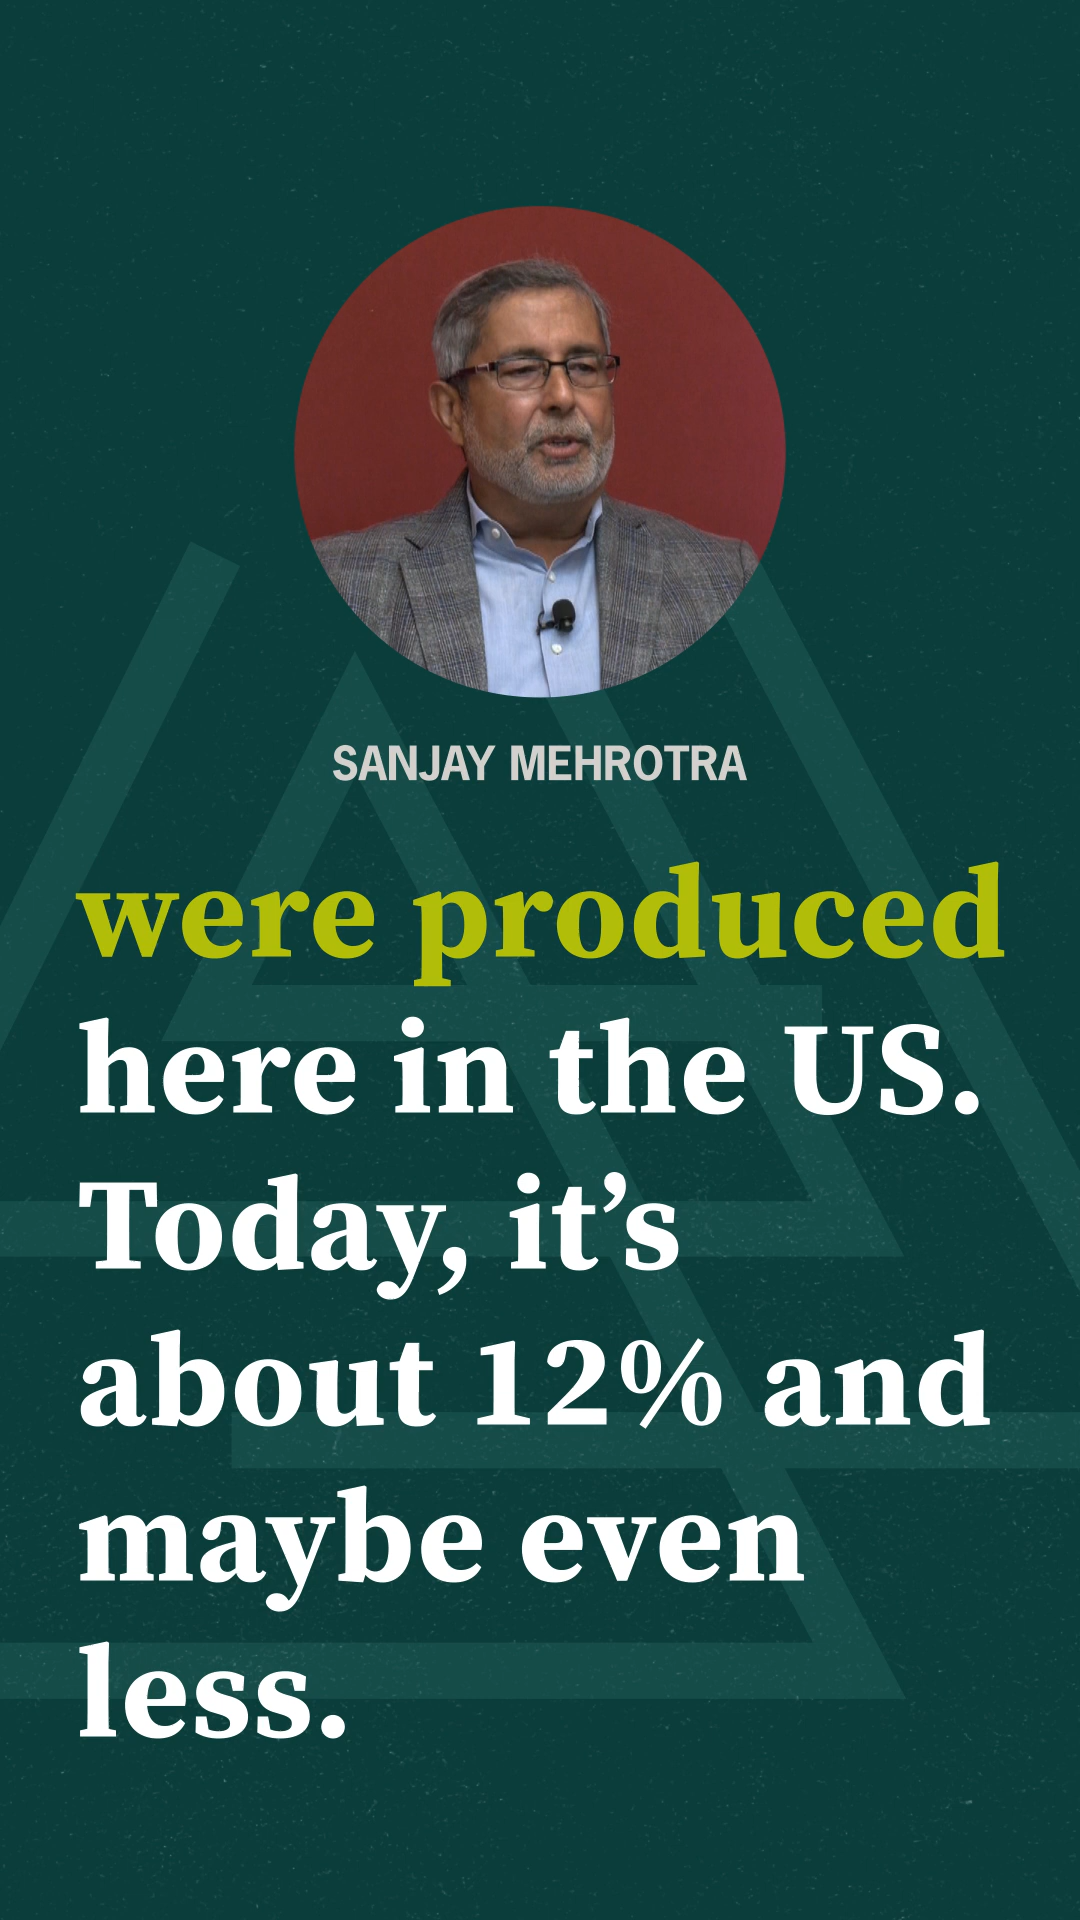 SANJAY MEHROTRA
were produced
here in the US.
Today, it’s
about 12% and
maybe even
less.